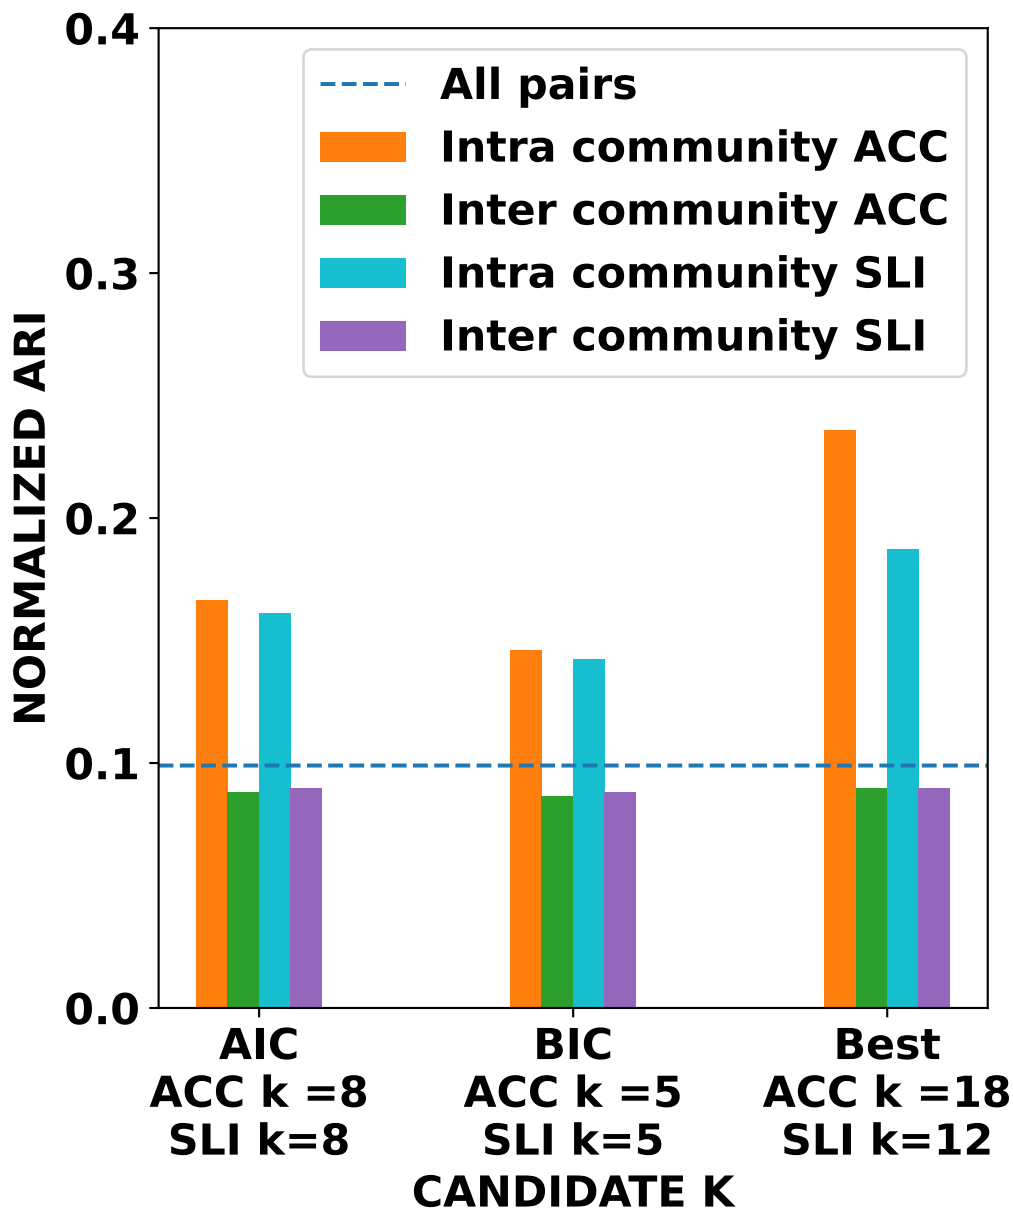 0.4
0.3
0.2
0.1
0.0
NORMALIZED ARI
All pairs
Intra community ACC
Inter community ACC
Intra community SLI
Inter community SLI
AIC
ACC k =8
SLI k=8
BIC
ACC k =5
SLI k=5
Best
ACC k =18
SLI k=12
CANDIDATE K